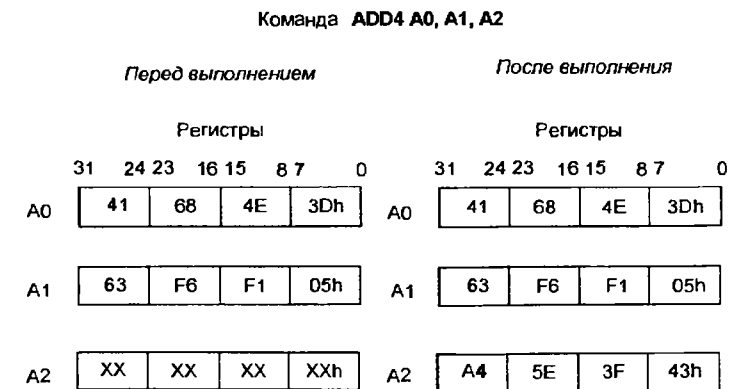 Команда ADD4 A0, A1, A2
Перед выполнением После выполнения
Регистры Регистры
31 24 23 16 15 8 7 0 31 24 23 16 15 8 7 0
A0 41 68 4E 3Dh A0 41 68 4E 3Dh
A1 63 F6 F1 05h A1 63 F6 F1 05h
A2 XX XX XX XXh A2 A4 5E 3F 43h